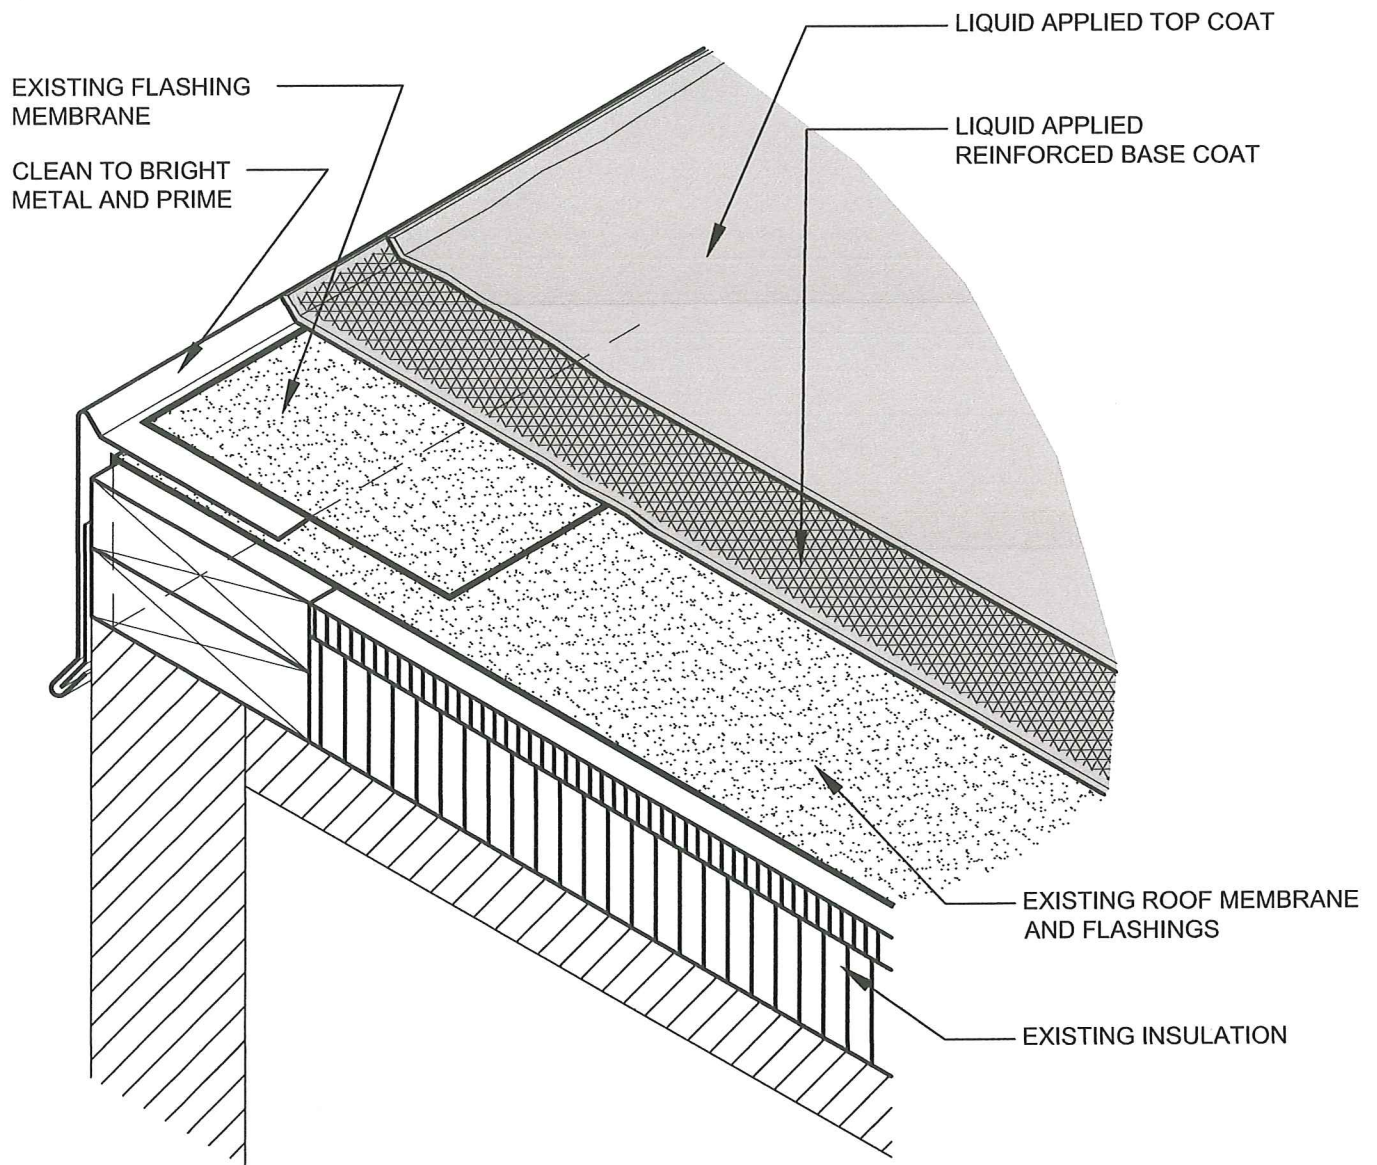 LIQUID APPLIED TOP COAT
EXISTING FLASHING
MEMBRANE
LIQUID APPLIED
REINFORCED BASE COAT
CLEAN TO BRIGHT
METAL AND PRIME
EXISTING ROOF MEMBRANE
AND FLASHINGS
EXISTING INSULATION